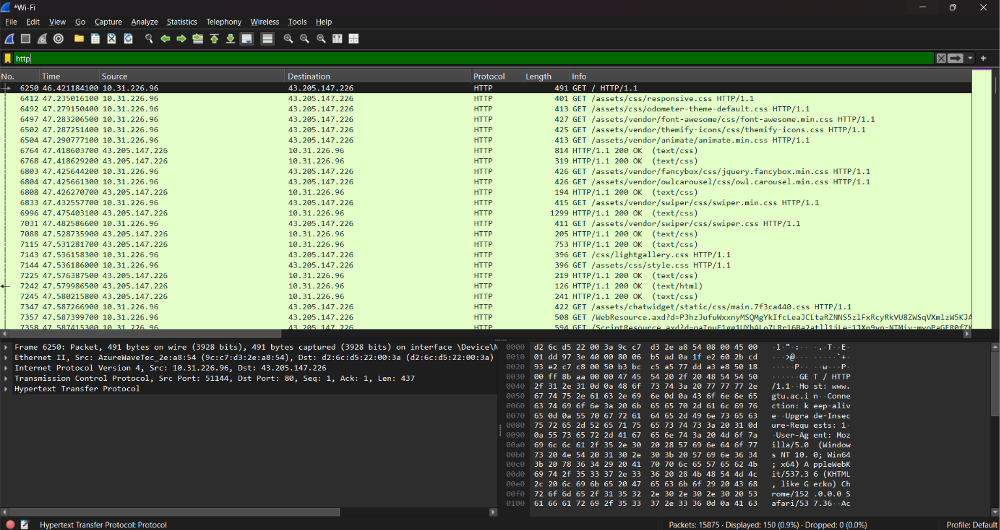 *Wi-Fi
File Edit View Go Capture Analyze Statistics Telephony Wireless Tools Help
http
No. Time Source Destination Protocol Length Info
6250 46.421184100 10.31.226.96 43.205.147.226 HTTP 491 GET / HTTP/1.1
6412 47.235016100 10.31.226.96 43.205.147.226 HTTP 401 GET /assets/css/responsive.css HTTP/1.1
6492 47.279150400 10.31.226.96 43.205.147.226 HTTP 413 GET /assets/css/odometer-theme-default.css HTTP/1.1
6497 47.283206500 10.31.226.96 43.205.147.226 HTTP 427 GET /assets/vendor/font-awesome/css/font-awesome.min.css HTTP/1.1
6502 47.287251400 10.31.226.96 43.205.147.226 HTTP 425 GET /assets/vendor/themify-icons/css/themify-icons.css HTTP/1.1
6504 47.290777100 10.31.226.96 43.205.147.226 HTTP 413 GET /assets/vendor/animate/animate.min.css HTTP/1.1
6764 47.418603700 43.205.147.226 10.31.226.96 HTTP 814 HTTP/1.1 200 OK (text/css)
6768 47.418629200 43.205.147.226 10.31.226.96 HTTP 319 HTTP/1.1 200 OK (text/css)
6803 47.425644200 10.31.226.96 43.205.147.226 HTTP 426 GET /assets/vendor/fancybox/css/jquery.fancybox.min.css HTTP/1.1
6804 47.425661300 10.31.226.96 43.205.147.226 HTTP 426 GET /assets/vendor/owlcarousel/css/owl.carousel.min.css HTTP/1.1
6808 47.426270700 43.205.147.226 10.31.226.96 HTTP 194 HTTP/1.1 200 OK (text/css)
6833 47.432557700 10.31.226.96 43.205.147.226 HTTP 415 GET /assets/vendor/swiper/css/swiper.min.css HTTP/1.1
6996 47.475403100 43.205.147.226 10.31.226.96 HTTP 1299 HTTP/1.1 200 OK (text/css)
7031 47.482586600 10.31.226.96 43.205.147.226 HTTP 411 GET /assets/vendor/swiper/css/swiper.css HTTP/1.1
7088 47.528735900 43.205.147.226 10.31.226.96 HTTP 205 HTTP/1.1 200 OK (text/css)
7115 47.531281700 43.205.147.226 10.31.226.96 HTTP 753 HTTP/1.1 200 OK (text/css)
7143 47.536158300 10.31.226.96 43.205.147.226 HTTP 396 GET /css/lightgallery.css HTTP/1.1
7144 47.536186000 10.31.226.96 43.205.147.226 HTTP 396 GET /assets/css/style.css HTTP/1.1
7225 47.576387500 43.205.147.226 10.31.226.96 HTTP 219 HTTP/1.1 200 OK (text/css)
7242 47.579986500 43.205.147.226 10.31.226.96 HTTP 126 HTTP/1.1 200 OK (text/html)
7245 47.580215800 43.205.147.226 10.31.226.96 HTTP 241 HTTP/1.1 200 OK (text/css)
7347 47.587266900 10.31.226.96 43.205.147.226 HTTP 422 GET /assets/chatwidget/static/css/main.7f3ca440.css HTTP/1.1
7357 47.587399700 10.31.226.96 43.205.147.226 HTTP 508 GET /WebResource.axd?d=P3hzJufuWxxnyMSQMgYkIfcLeaJCLtaRZNNS5zlFxRcyRkVU8ZWSqVXmlzW5KJA
7358 47.587415300 10.31.226.96 43.205.147.226 HTTP 594 GET
Frame 6250: Packet, 491 bytes on wire (3928 bits), 491 bytes captured (3928 bits) on interface \Device\N
Ethernet II, Src: AzureWaveTec_2e:a8:54 (9c:c7:d3:2e:a8:54), Dst: d2:6c:d5:22:00:3a (d2:6c:d5:22:00:3a)
Internet Protocol Version 4, Src: 10.31.226.96, Dst: 43.205.147.226
Transmission Control Protocol, Src Port: 51144, Dst Port: 80, Seq: 1, Ack: 1, Len: 437
Hypertext Transfer Protocol
0000 d2 6c d5 22 00 3a 9c c7 d3 2e a8 54 08 00 45 00 ·l·":··· ·.·T··E·
0010 01 dd 97 3e 40 00 80 06 b5 ad 0a 1f e2 60 2b cd ···>@··· ·····`+·
0020 93 e2 c7 c8 00 50 b3 bc c5 a5 77 dd a3 e8 50 18 ·····P·· ··w···P·
0030 00 ff 8b aa 00 00 47 45 54 20 2f 20 48 54 54 50 ······GE T / HTTP
0040 2f 31 2e 31 0d 0a 48 6f 73 74 3a 20 77 77 77 2e /1.1··Ho st: www.
0050 67 74 75 2e 61 63 2e 69 6e 0d 0a 43 6f 6e 6e 65 gtu.ac.i n··Conne
0060 63 74 69 6f 6e 3a 20 6b 65 65 70 2d 61 6c 69 76 ction: k eep-aliv
0070 65 0d 0a 55 70 67 72 61 64 65 2d 49 6e 73 65 63 e··Upgra de-Insec
0080 75 72 65 2d 52 65 71 75 65 73 74 73 3a 20 31 0d ure-Requ ests: 1·
0090 0a 55 73 65 72 2d 41 67 65 6e 74 3a 20 4d 6f 7a ·User-Ag ent: Moz
00a0 69 6c 6c 61 2f 35 2e 30 20 28 57 69 6e 64 6f 77 illa/5.0 (Window
00b0 73 20 4e 54 20 31 30 2e 30 3b 20 57 69 6e 36 34 s NT 10. 0; Win64
00c0 3b 20 78 36 34 29 20 41 70 70 6c 65 57 65 62 4b ; x64) A ppleWebK
00d0 69 74 2f 35 33 37 2e 33 36 20 28 4b 48 54 4d 4c it/537.3 6 (KHTML
00e0 2c 20 6c 69 6b 65 20 47 65 63 6b 6f 29 20 43 68 , like G ecko) Ch
00f0 72 6f 6d 65 2f 31 35 32 2e 30 2e 30 2e 30 20 53 rome/152 .0.0.0 S
0100 61 66 61 72 69 2f 35 33 37 2e 33 36 0d 0a 41 63 afari/53 7.36··Ac
Hypertext Transfer Protocol: Protocol Packets: 15875 · Displayed: 150 (0.9%) · Dropped: 0 (0.0%) Profile: Default